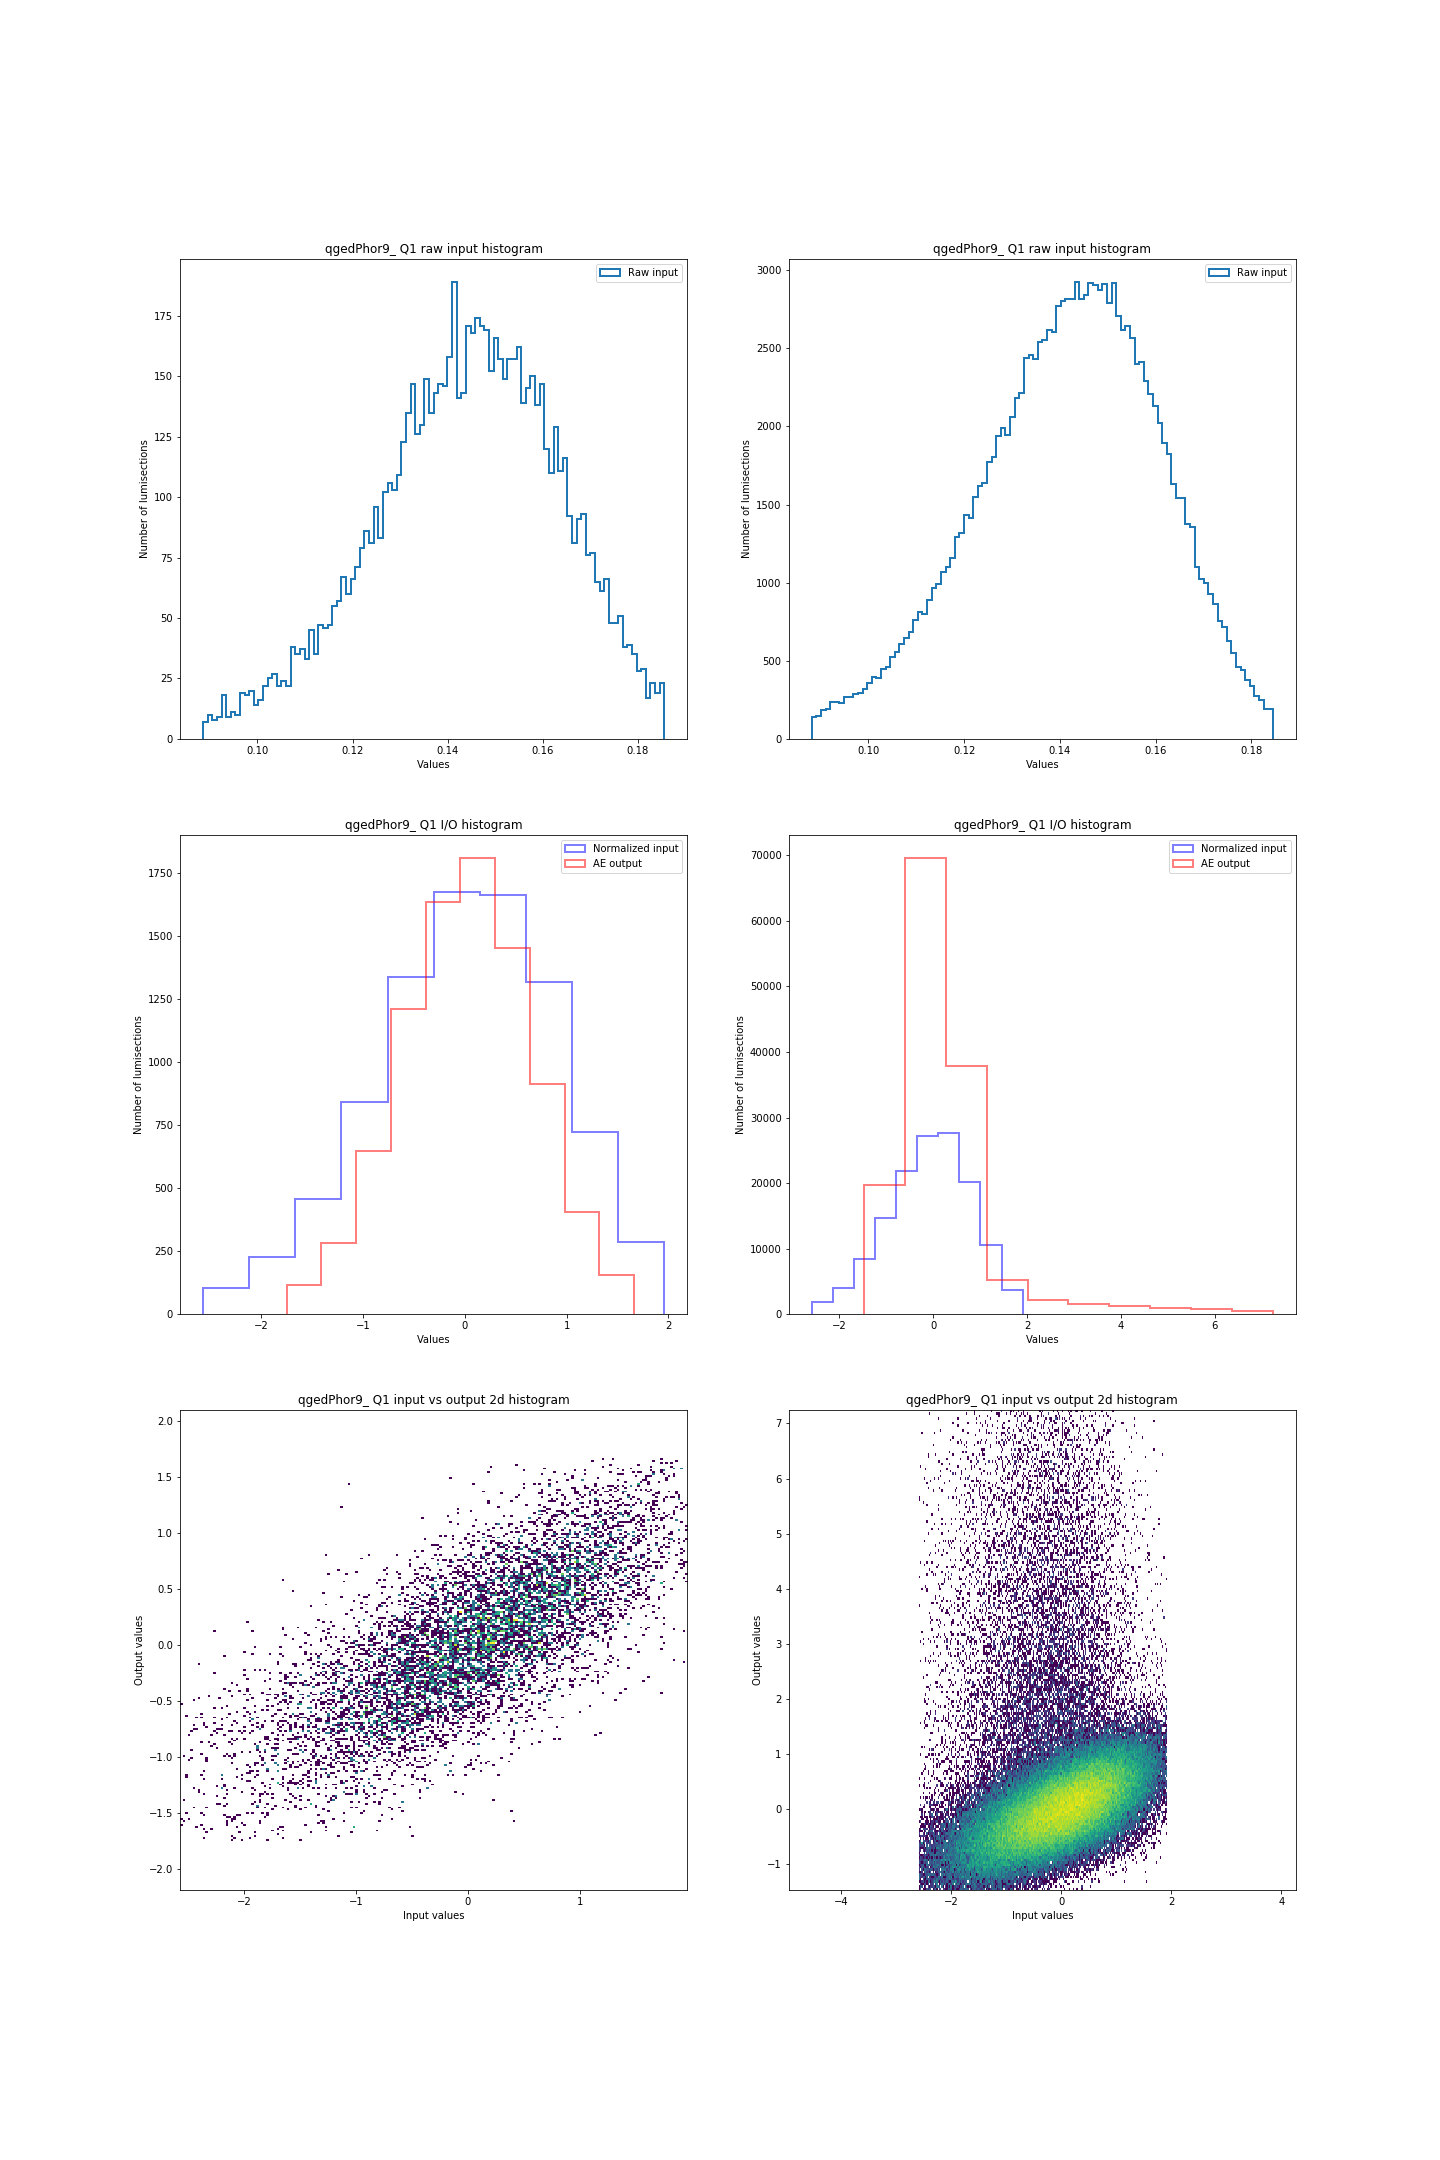 qgedPhor9_ Q1 raw input histogram
Raw input
Number of lumisections
175
150
125
100
75
50
25
0
0.10 0.12 0.14 0.16 0.18
Values
qgedPhor9_ Q1 raw input histogram
Raw input
Number of lumisections
3000
2500
2000
1500
1000
500
0
0.10 0.12 0.14 0.16 0.18
Values
qgedPhor9_ Q1 I/O histogram
Normalized input
AE output
Number of lumisections
1750
1500
1250
1000
750
500
250
0
−2 −1 0 1 2
Values
qgedPhor9_ Q1 I/O histogram
Normalized input
AE output
Number of lumisections
70000
60000
50000
40000
30000
20000
10000
0
−2 0 2 4 6
Values
qgedPhor9_ Q1 input vs output 2d histogram
Output values
2.0
1.5
1.0
0.5
0.0
−0.5
−1.0
−1.5
−2.0
−2 −1 0 1
Input values
qgedPhor9_ Q1 input vs output 2d histogram
Output values
7
6
5
4
3
2
1
0
−1
−4 −2 0 2 4
Input values